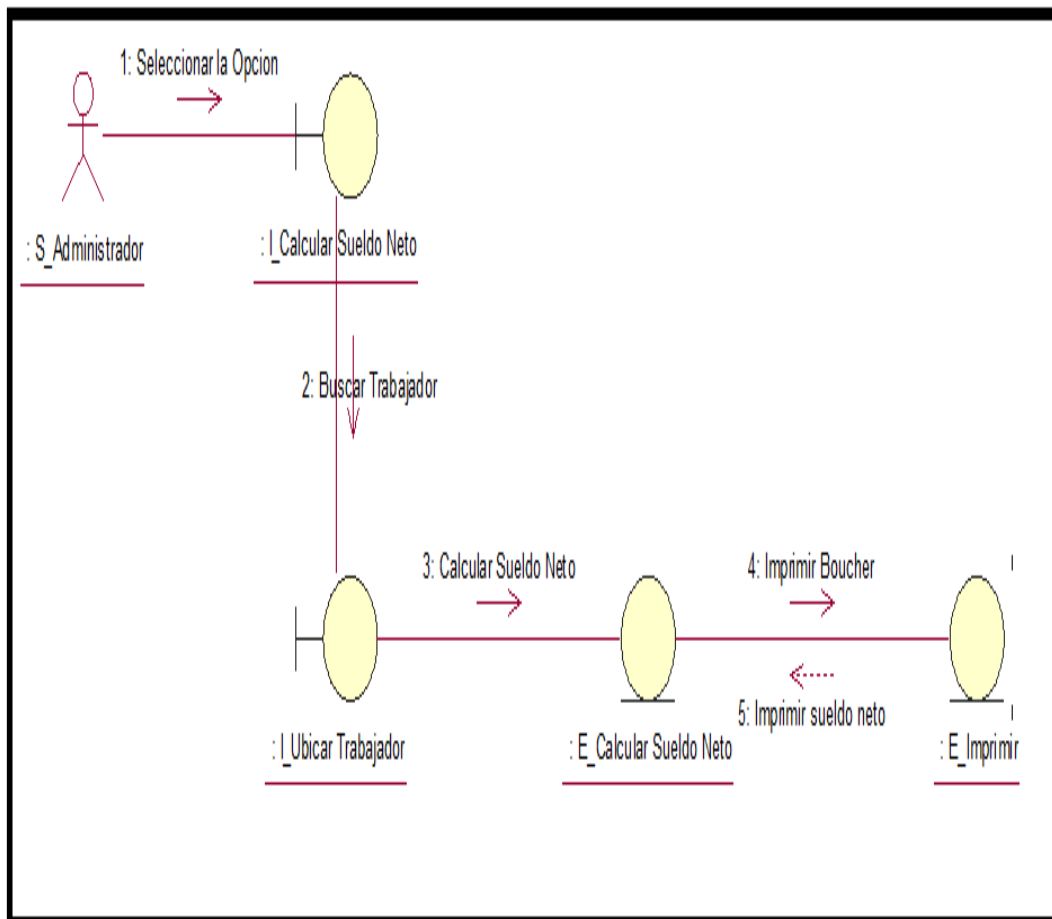 1: Seleccionar la Opcion
: S_Administrador
: I_Calcular Sueldo Neto
2: Buscar Trabajador
3: Calcular Sueldo Neto
4: Imprimir Boucher
5: Imprimir sueldo neto
: I_Ubicar Trabajador
: E_Calcular Sueldo Neto
: E_Imprimir